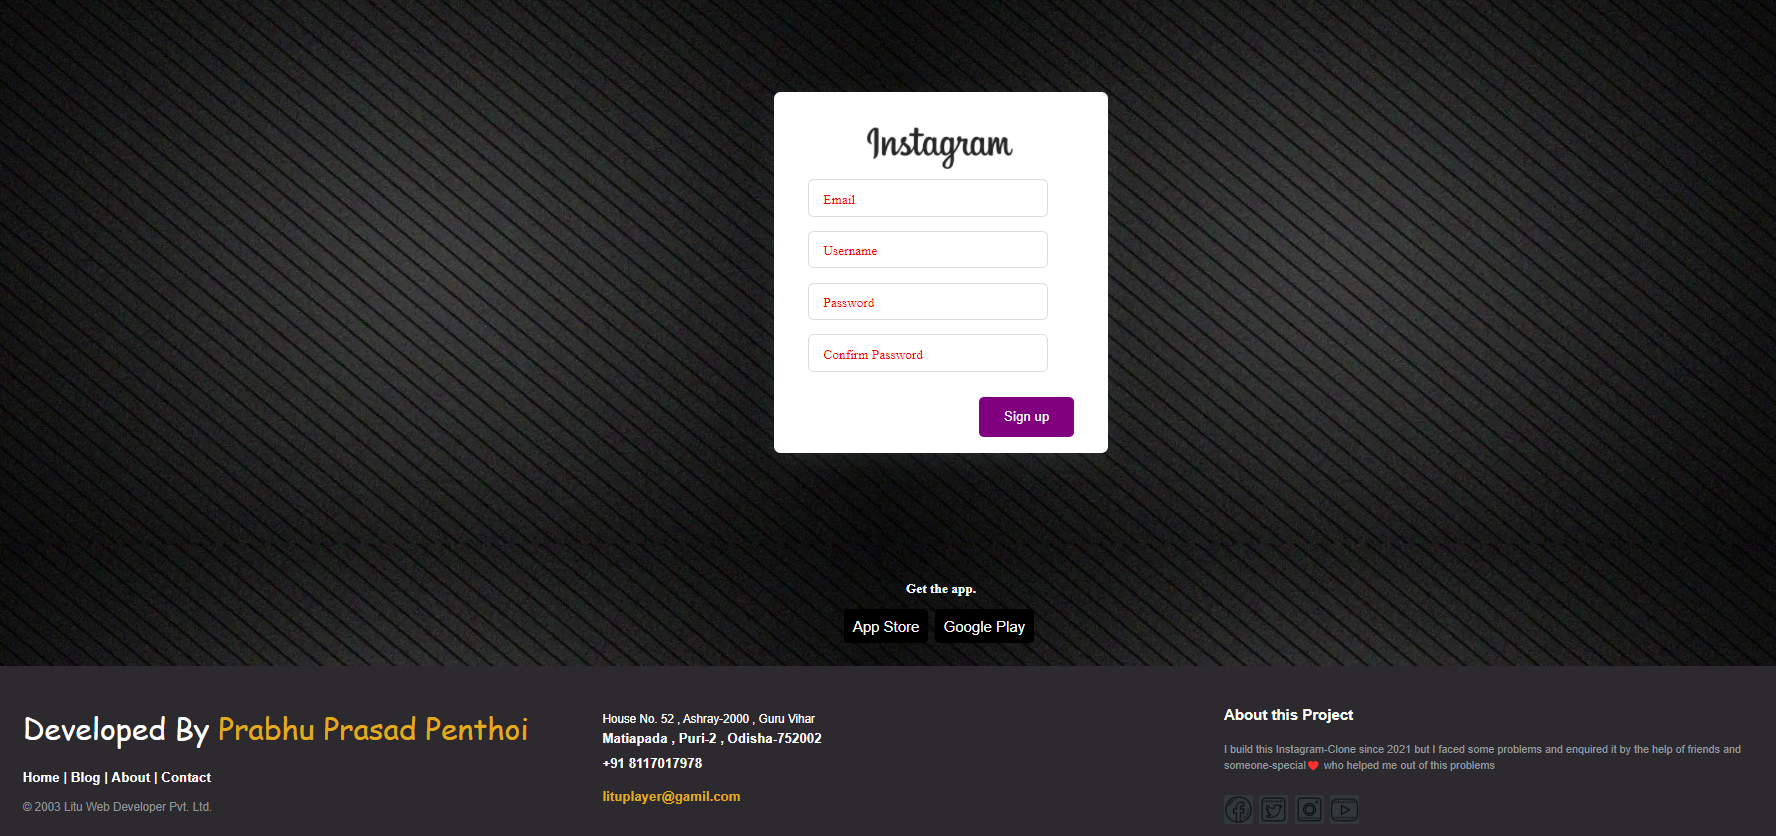 Instagram
Email
Username
Password
Confirm Password
Sign up
Get the app.
App Store Google Play
Developed By Prabhu Prasad Penthoi
Home | Blog | About | Contact
© 2003 Litu Web Developer Pvt. Ltd.
House No. 52 , Ashray-2000 , Guru Vihar
Matiapada , Puri-2 , Odisha-752002
+91 8117017978
lituplayer@gamil.com
About this Project
I build this Instagram-Clone since 2021 but I faced some problems and enquired it by the help of friends and
someone-special❤️ who helped me out of this problems